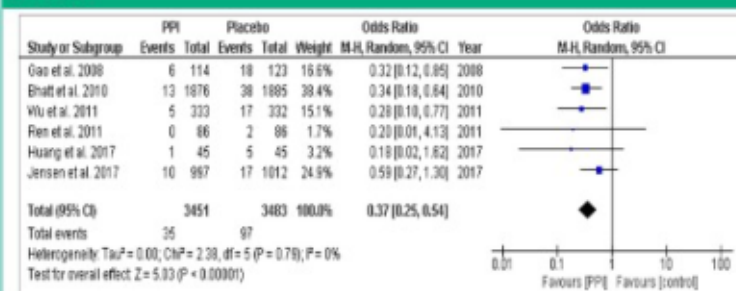 PPI Placebo Odds Ratio Odds Ratio
Study or Subgroup Events Total Events Total Weight M-H, Random, 95% CI Year M-H, Random, 95% CI
Gao et al. 2008 6 114 18 123 16.6% 0.32 [0.12, 0.85] 2008
Bhatt et al. 2010 13 1876 38 1885 38.4% 0.34 [0.18, 0.64] 2010
Wu et al. 2011 5 333 17 332 15.1% 0.28 [0.10, 0.77] 2011
Ren et al. 2011 0 86 2 86 1.7% 0.20 [0.01, 4.13] 2011
Huang et al. 2017 1 45 5 45 3.2% 0.18 [0.02, 1.62] 2017
Jensen et al. 2017 10 997 17 1012 24.9% 0.59 [0.27, 1.30] 2017
Total (95% CI) 3451 3483 100.0% 0.37 [0.25, 0.54]
Total events 35 97
Heterogeneity: Tau² = 0.00; Chi² = 2.38, df = 5 (P = 0.79); I² = 0%
Test for overall effect: Z = 5.03 (P < 0.00001)
0.01 0.1 1 10 100
Favours [PPI] Favours [control]